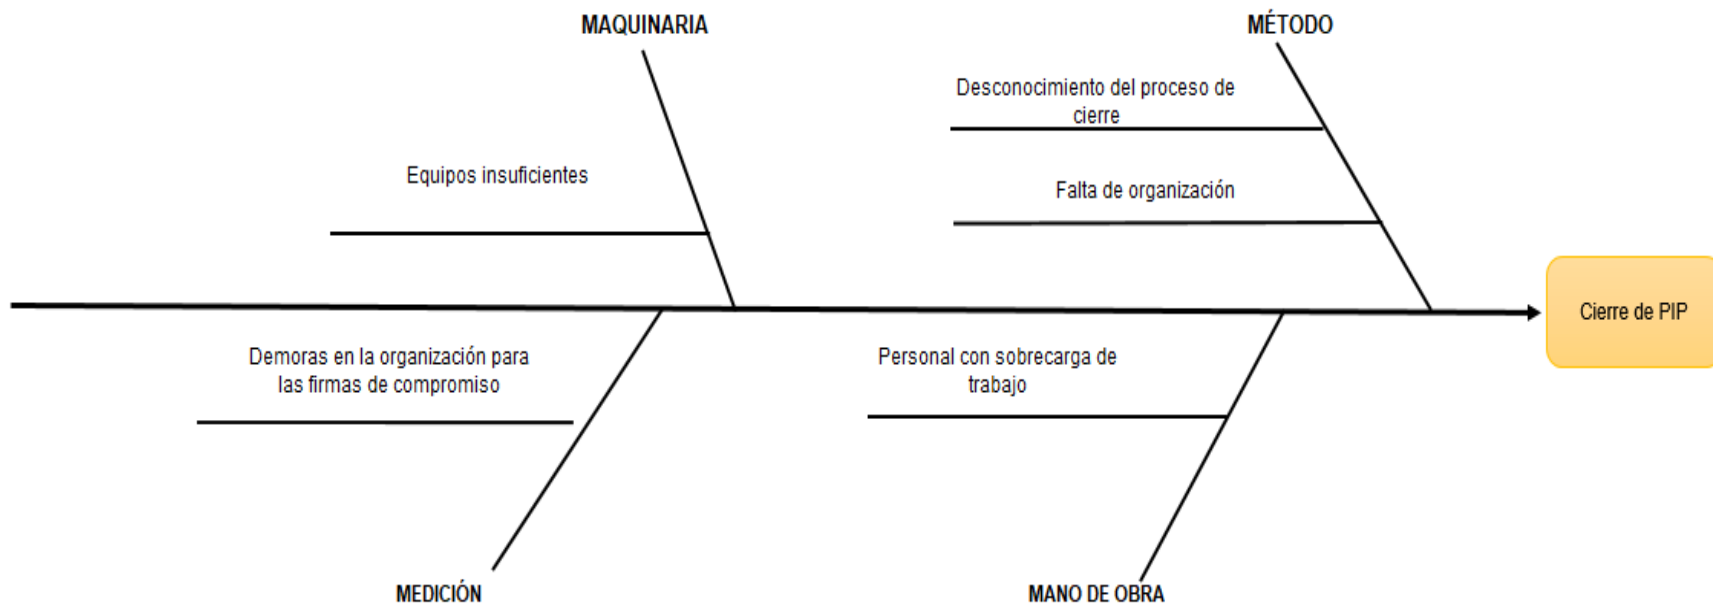 MAQUINARIA
MÉTODO
Desconocimiento del proceso de
cierre
Equipos insuficientes
Falta de organización
Cierre de PIP
Demoras en la organización para
las firmas de compromiso
Personal con sobrecarga de
trabajo
MEDICIÓN
MANO DE OBRA